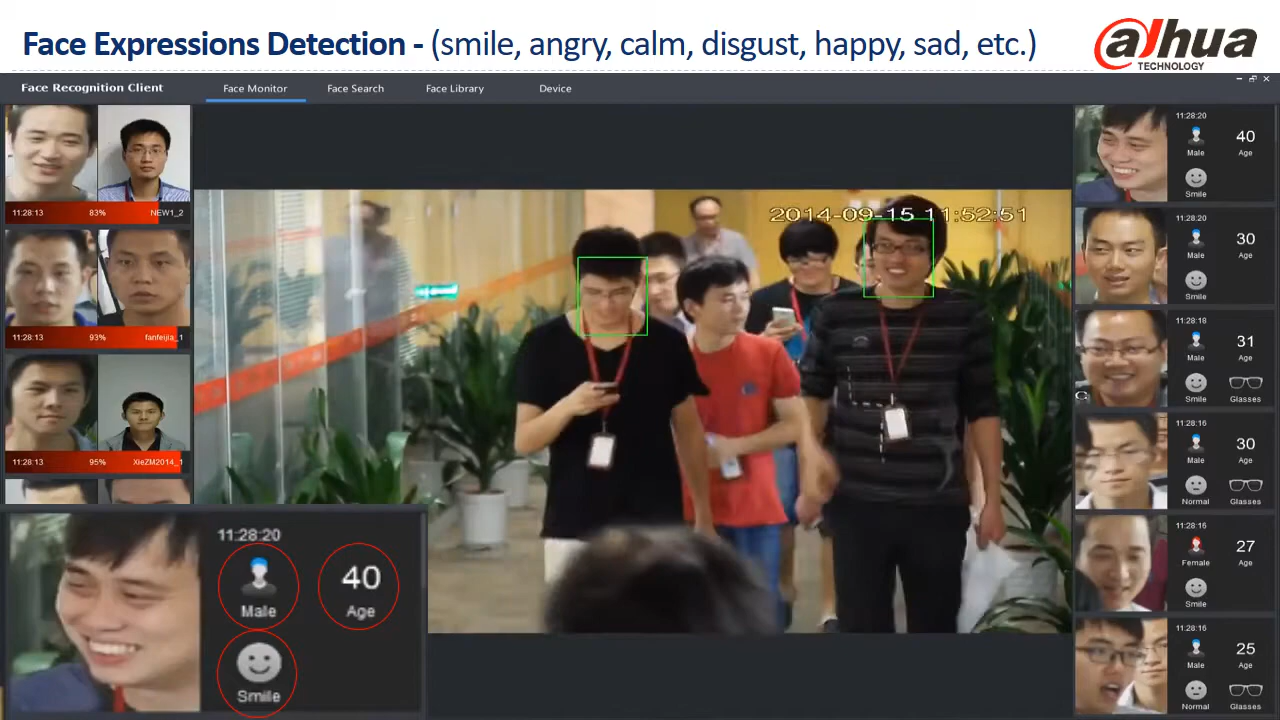 Face Expressions Detection - (smile, angry, calm, disgust, happy, sad, etc.)
alhua
TECHNOLOGY
Face Recognition Client
Face Monitor
Face Search
Face Library
Device
11:28:13 83% NEW1_2
11:28:13 93% fanfeijia_1
11:28:13 95% XieZM2014_1
2014-09-15 11:52:51
11:28:20
Male
40
Age
Smile
11:28:20
Male
30
Age
Smile
11:28:18
Male
31
Age
Smile
Glasses
11:28:16
Male
30
Age
Normal
Glasses
11:28:16
Female
27
Age
Smile
11:28:16
Male
25
Age
Normal
Glasses
11:28:20
Male
40
Age
Smile